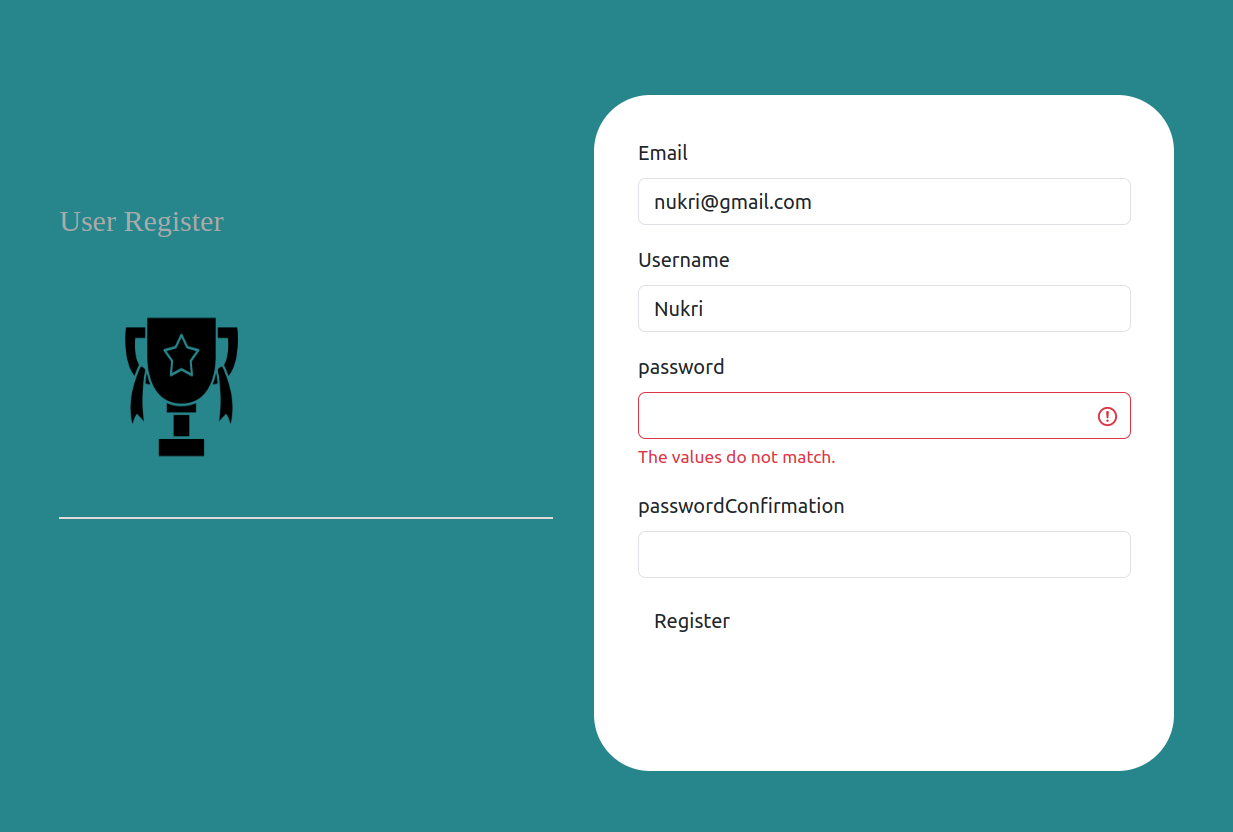 User Register
Email
nukri@gmail.com
Username
Nukri
password
The values do not match.
passwordConfirmation
Register